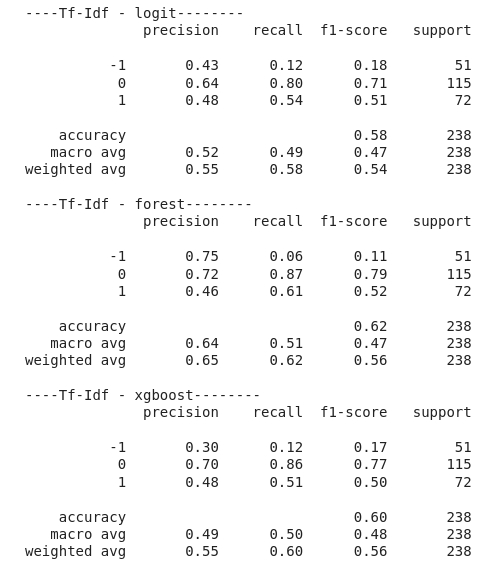 ----Tf-Idf - logit--------
precision recall f1-score support
-1 0.43 0.12 0.18 51
0 0.64 0.80 0.71 115
1 0.48 0.54 0.51 72
accuracy 0.58 238
macro avg 0.52 0.49 0.47 238
weighted avg 0.55 0.58 0.54 238
----Tf-Idf - forest--------
precision recall f1-score support
-1 0.75 0.06 0.11 51
0 0.72 0.87 0.79 115
1 0.46 0.61 0.52 72
accuracy 0.62 238
macro avg 0.64 0.51 0.47 238
weighted avg 0.65 0.62 0.56 238
----Tf-Idf - xgboost--------
precision recall f1-score support
-1 0.30 0.12 0.17 51
0 0.70 0.86 0.77 115
1 0.48 0.51 0.50 72
accuracy 0.60 238
macro avg 0.49 0.50 0.48 238
weighted avg 0.55 0.60 0.56 238